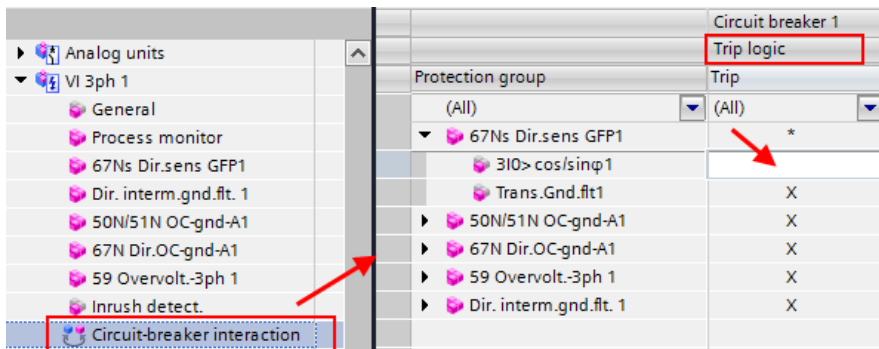 Analog units
VI 3ph 1
General
Process monitor
67Ns Dir.sens GFP1
Dir. interm.gnd.flt. 1
50N/51N OC-gnd-A1
67N Dir.OC-gnd-A1
59 Overvolt.-3ph 1
Inrush detect.
Circuit-breaker interaction
Circuit breaker 1
Trip logic
Protection group Trip
(All) (All)
67Ns Dir.sens GFP1 *
3I0> cos/sinφ1
Trans.Gnd.flt1 X
50N/51N OC-gnd-A1 X
67N Dir.OC-gnd-A1 X
59 Overvolt.-3ph 1 X
Dir. interm.gnd.flt. 1 X